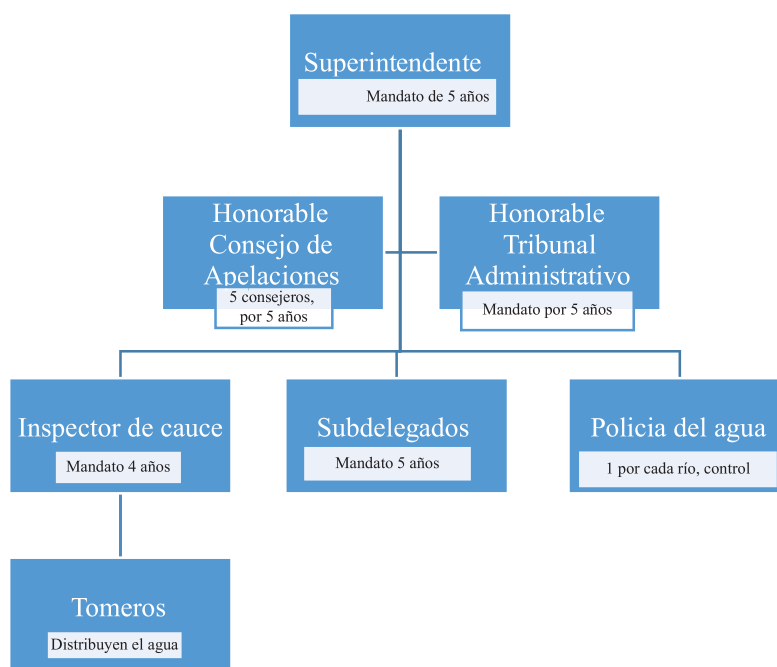 Superintendente
Mandato de 5 años
Honorable
Consejo de
Apelaciones
5 consejeros,
por 5 años
Honorable
Tribunal
Administrativo
Mandato por 5 años
Inspector de cauce
Mandato 4 años
Subdelegados
Mandato 5 años
Policia del agua
1 por cada río, control
Tomeros
Distribuyen el agua